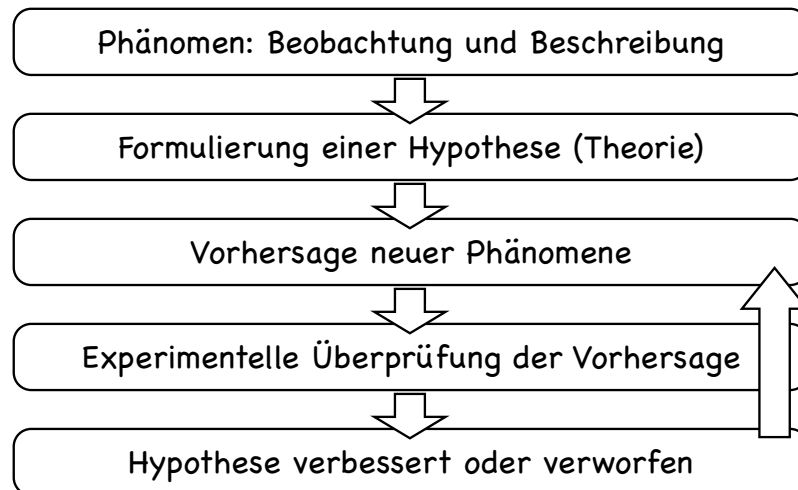 Phänomen: Beobachtung und Beschreibung
Formulierung einer Hypothese (Theorie)
Vorhersage neuer Phänomene
Experimentelle Überprüfung der Vorhersage
Hypothese verbessert oder verworfen